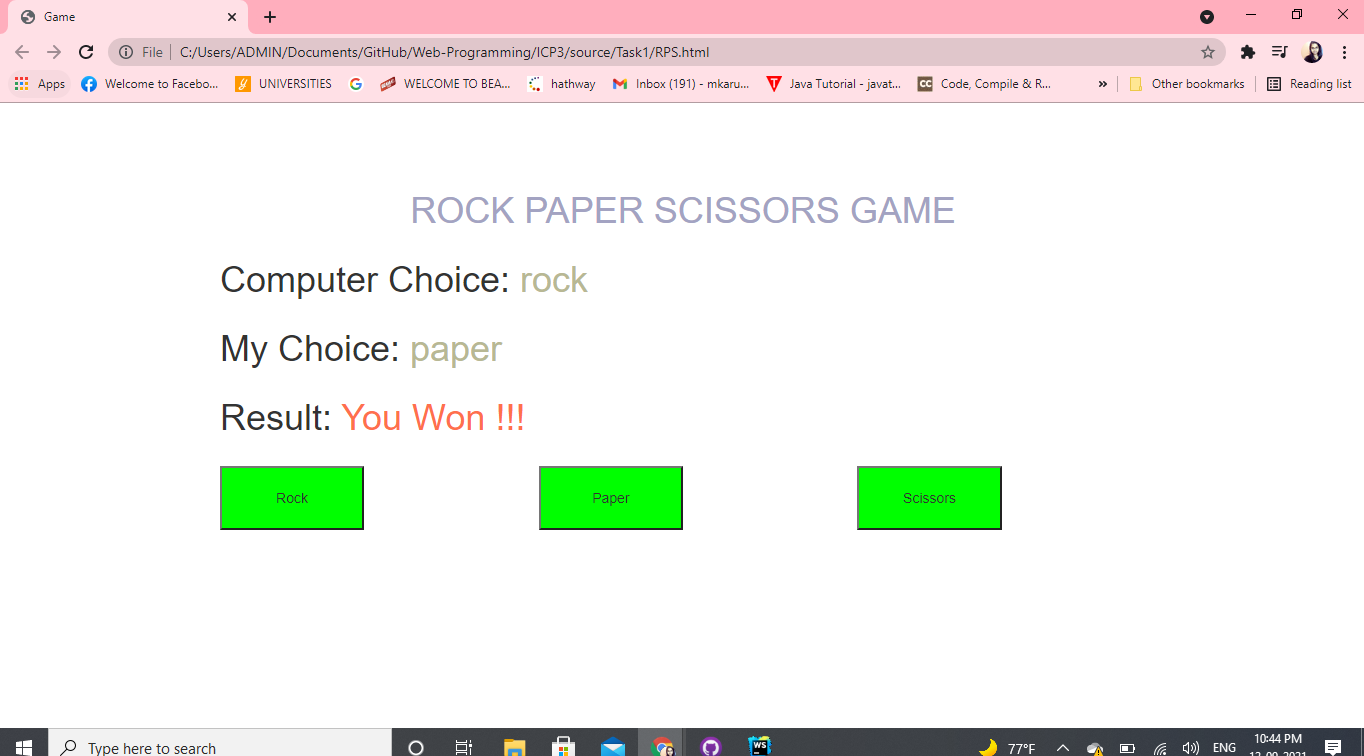 Game
File
C:/Users/ADMIN/Documents/GitHub/Web-Programming/ICP3/source/Task1/RPS.html
Apps
Welcome to Facebo...
UNIVERSITIES
WELCOME TO BEA...
hathway
Inbox (191) - mkaru...
Java Tutorial - javat...
CC
Code, Compile & R...
»
Other bookmarks
Reading list
ROCK PAPER SCISSORS GAME
Computer Choice: rock
My Choice: paper
Result: You Won !!!
Rock
Paper
Scissors
Type here to search
WS
77°F
ENG
10:44 PM